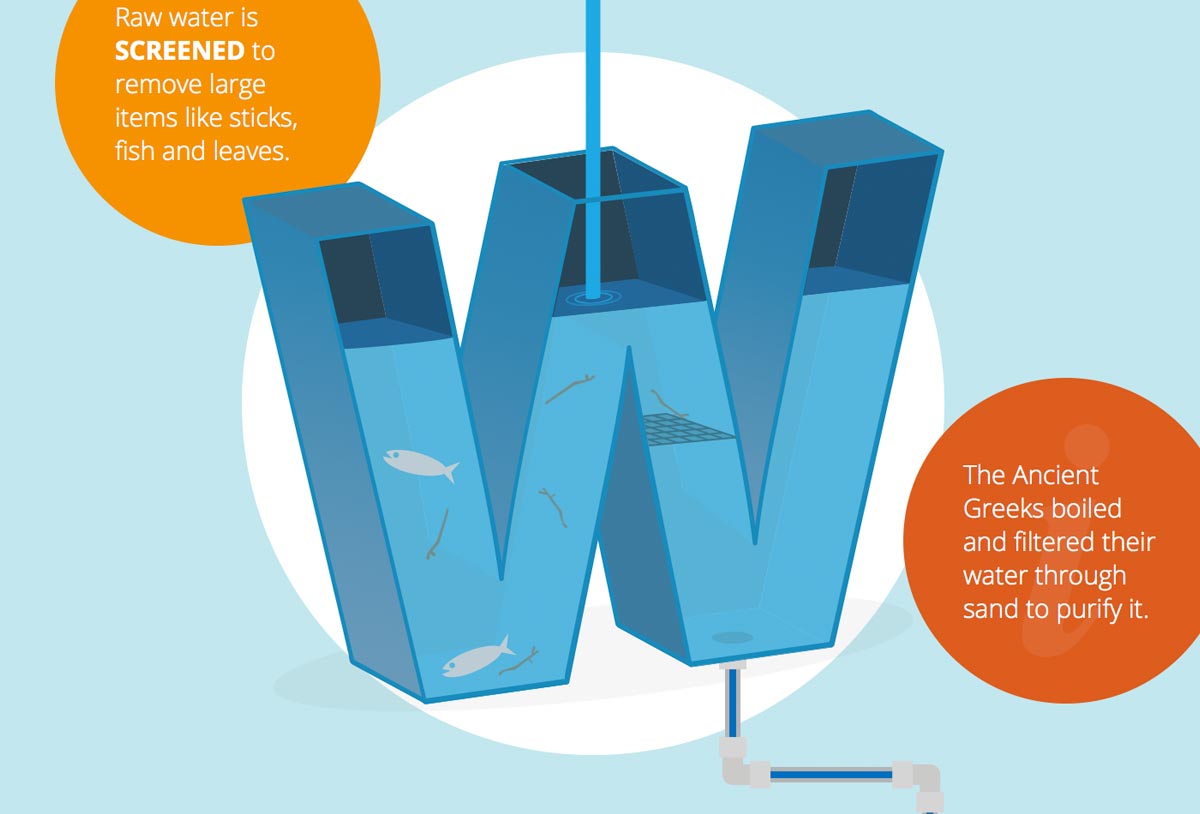 Raw water is
SCREENED to
remove large
items like sticks,
fish and leaves.
W
The Ancient
Greeks boiled
and filtered their
water through
sand to purify it.